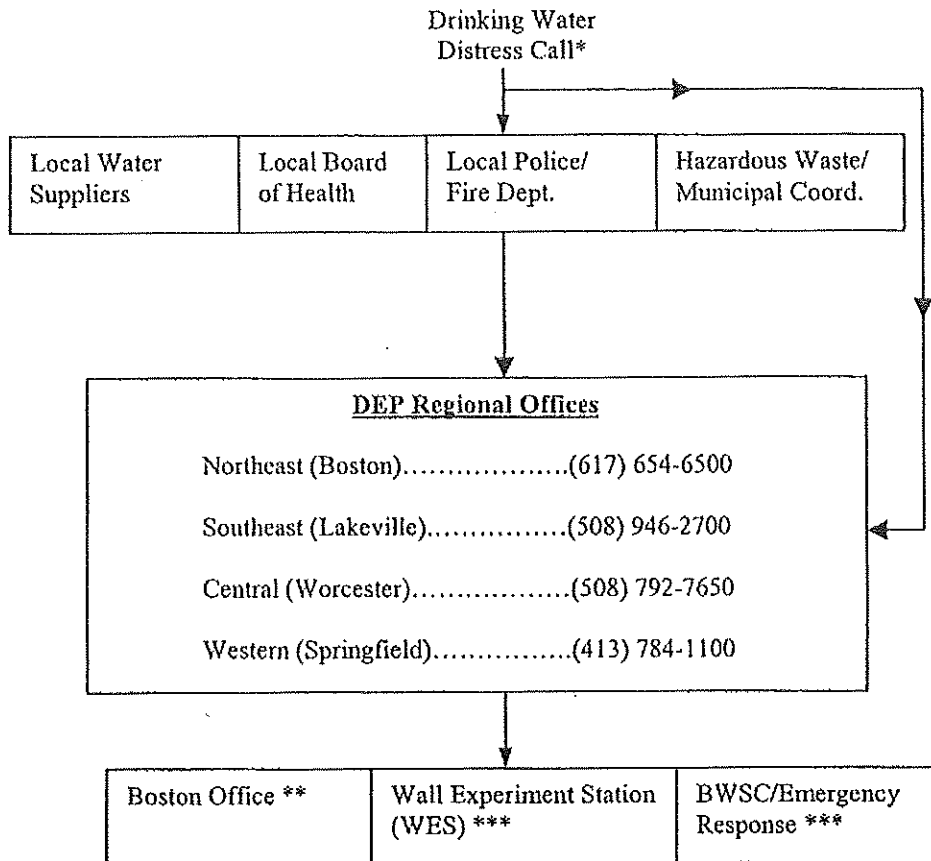 Drinking Water
Distress Call*
Local Water
Suppliers
Local Board
of Health
Local Police/
Fire Dept.
Hazardous Waste/
Municipal Coord.
DEP Regional Offices
Northeast (Boston)...................(617) 654-6500
Southeast (Lakeville)................(508) 946-2700
Central (Worcester)..................(508) 792-7650
Western (Springfield)................(413) 784-1100
Boston Office **
Wall Experiment Station
(WES) ***
BWSC/Emergency
Response ***